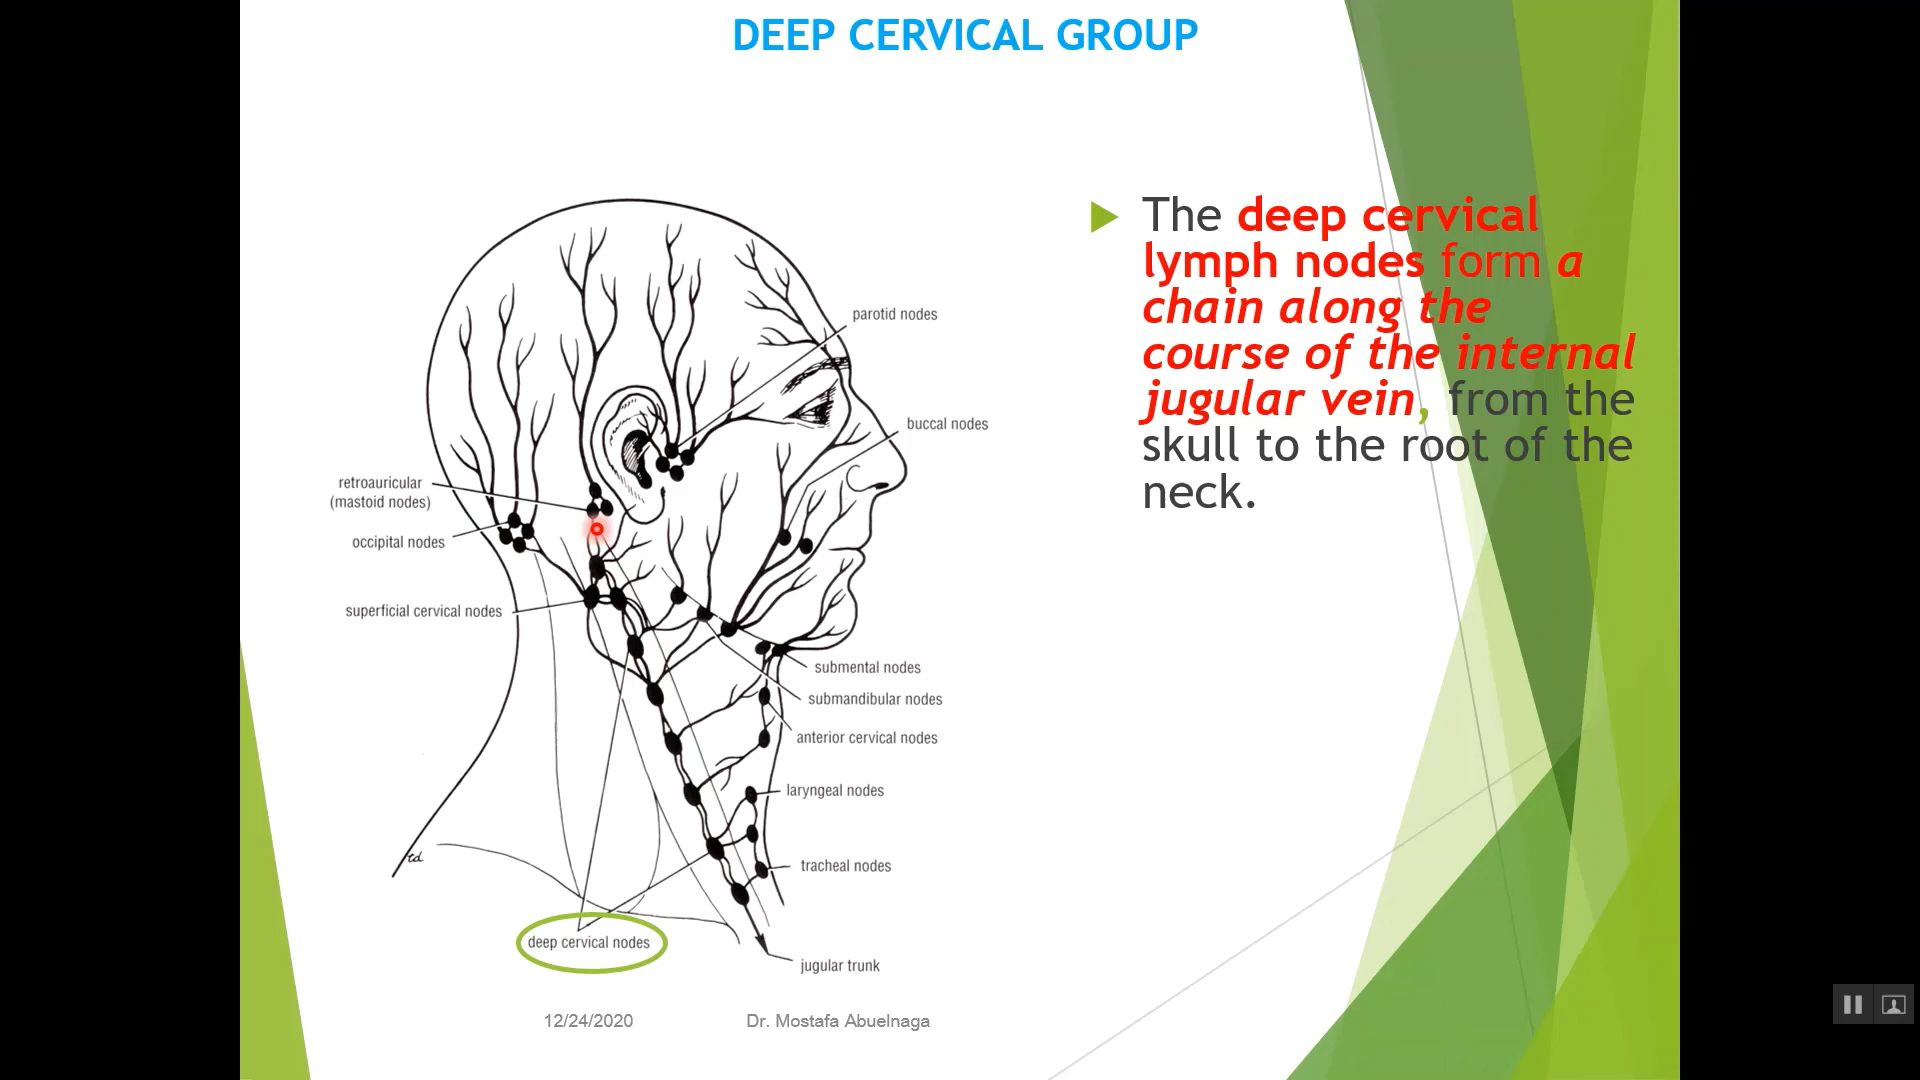 DEEP CERVICAL GROUP
The deep cervical
lymph nodes form a
chain along the
course of the internal
jugular vein, from the
skull to the root of the
neck.
parotid nodes
buccal nodes
retroauricular
(mastoid nodes)
occipital nodes
superficial cervical nodes
submental nodes
submandibular nodes
anterior cervical nodes
laryngeal nodes
tracheal nodes
td
deep cervical nodes
jugular trunk
12/24/2020
Dr. Mostafa Abuelnaga